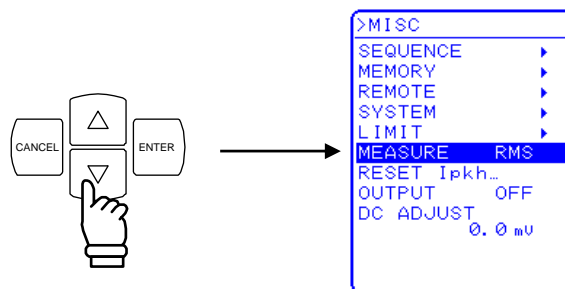 CANCEL
ENTER
>MISC
SEQUENCE
MEMORY
REMOTE
SYSTEM
LIMIT
MEASURE RMS
RESET Ipkh…
OUTPUT OFF
DC ADJUST
0.0 mV